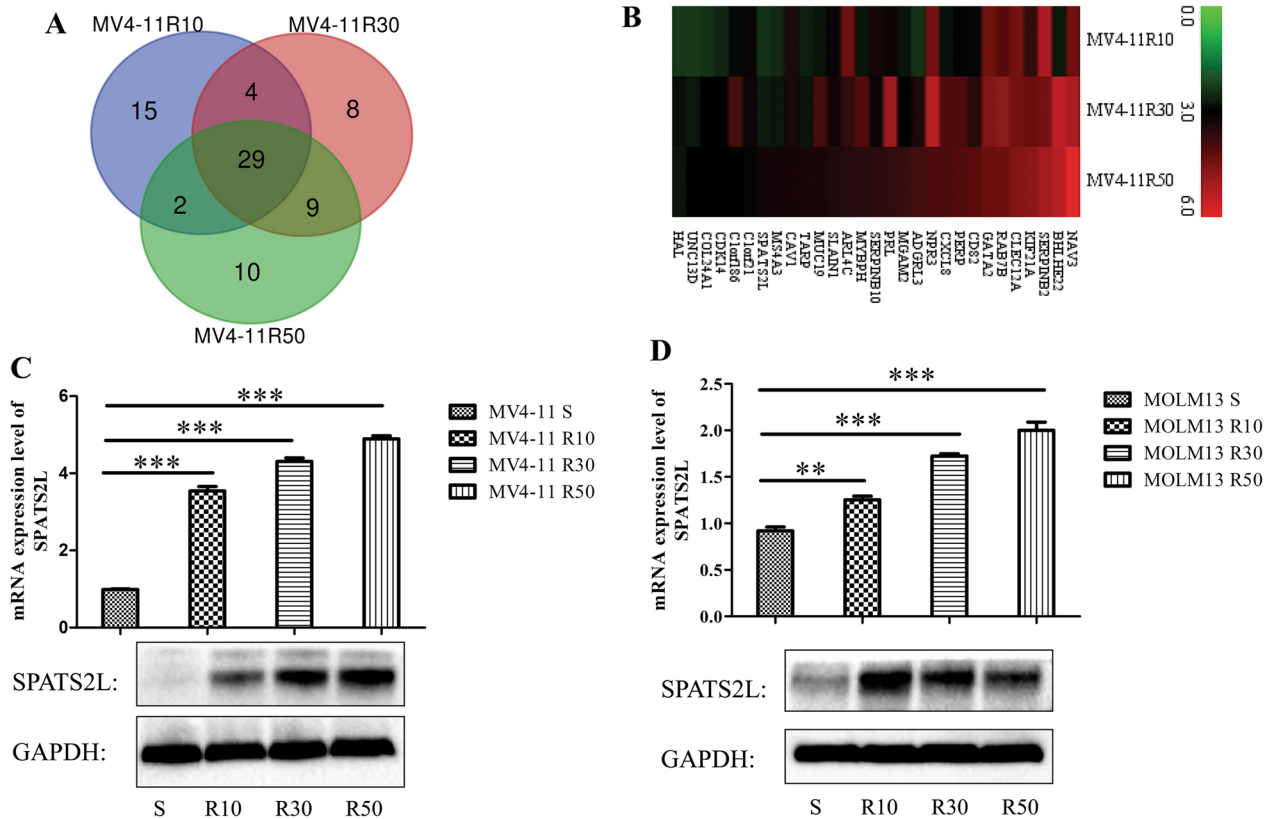 A
MV4-11R10
MV4-11R30
15
4
8
29
2
9
10
MV4-11R50
B
MV4-11R10
MV4-11R30
MV4-11R50
0.0
3.0
6.0
HAL
UNC13D
COL24A1
CDK14
C1orf186
C1orf21
SPATS2L
MS4A3
CAV1
TARP
MUC19
SLAIN1
ARL4C
MYBPH
SERPINB10
PRL
MGAM2
ADGRL3
NPR3
CXCL8
PERP
CD82
GATA2
RAB7B
CLEC12A
KIF21A
SERPINB2
BHLHE22
NAV3
C
mRNA expression level of
SPATS2L
6
4
2
0
***
***
***
MV4-11 S
MV4-11 R10
MV4-11 R30
MV4-11 R50
SPATS2L:
GAPDH:
S R10 R30 R50
D
mRNA expression level of
SPATS2L
2.5
2.0
1.5
1.0
0.5
0.0
***
***
**
MOLM13 S
MOLM13 R10
MOLM13 R30
MOLM13 R50
SPATS2L:
GAPDH:
S R10 R30 R50